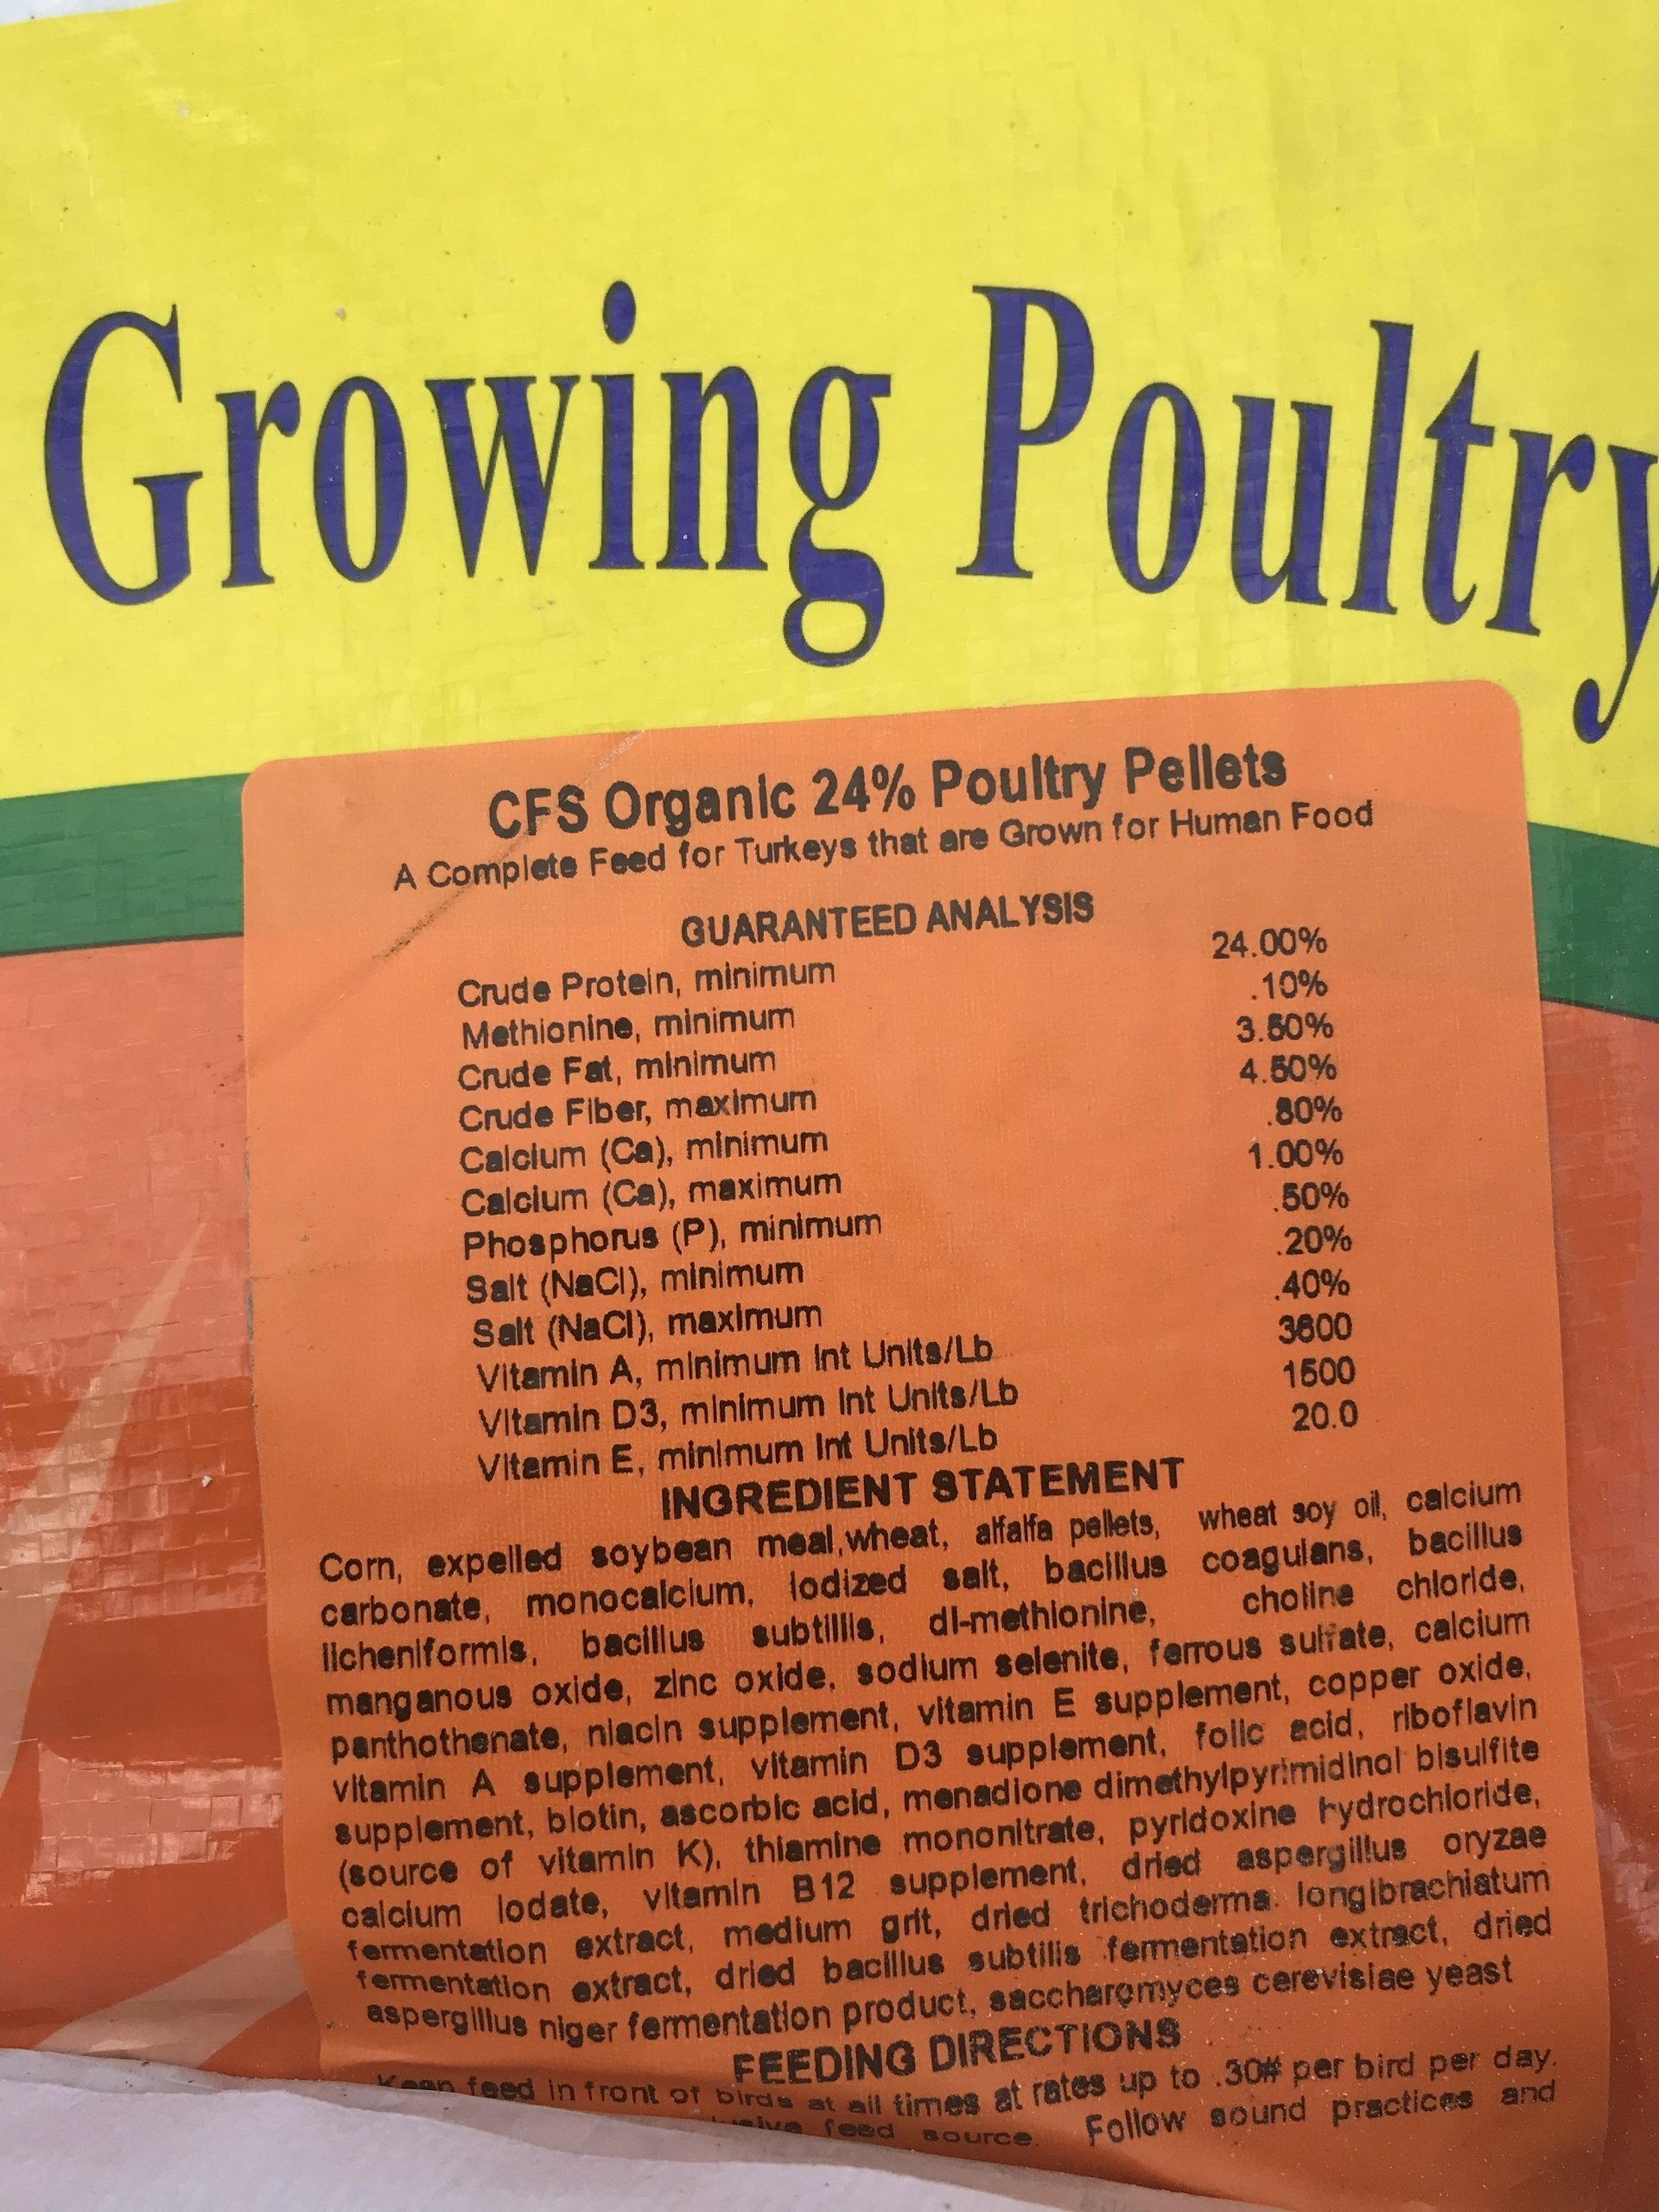 Growing Poultry
CFS Organic 24% Poultry Pellets
A Complete Feed for Turkeys that are Grown for Human Food
GUARANTEED ANALYSIS
Crude Protein, minimum 24.00%
Methionine, minimum .10%
Crude Fat, minimum 3.50%
Crude Fiber, maximum 4.50%
Calcium (Ca), minimum .80%
Calcium (Ca), maximum 1.00%
Phosphorus (P), minimum .50%
Salt (NaCl), minimum .20%
Salt (NaCl), maximum .40%
Vitamin A, minimum Int Units/Lb 3600
Vitamin D3, minimum Int Units/Lb 1500
Vitamin E, minimum Int Units/Lb 20.0
INGREDIENT STATEMENT
Corn, expelled soybean meal,wheat, alfalfa pellets, wheat soy oil, calcium
carbonate, monocalcium, iodized salt, bacillus coagulans, bacillus
licheniformis, bacillus subtillis, dl-methionine, choline chloride,
manganous oxide, zinc oxide, sodium selenite, ferrous sulfate, calcium
panthothenate, niacin supplement, vitamin E supplement, copper oxide,
vitamin A supplement, vitamin D3 supplement, folic acid, riboflavin
supplement, biotin, ascorbic acid, menadione dimethylpyrimidinol bisulfite
(source of vitamin K), thiamine mononitrate, pyridoxine hydrochloride,
calcium iodate, vitamin B12 supplement, dried aspergillus oryzae
fermentation extract, medium grit, dried trichoderma longibrachiatum
fermentation extract, dried bacillus subtilis fermentation extract, dried
aspergillus niger fermentation product, saccharomyces cerevisiae yeast
FEEDING DIRECTIONS
Keep feed in front of birds at all times at rates up to .30# per bird per day.
feed source. Follow sound practices and